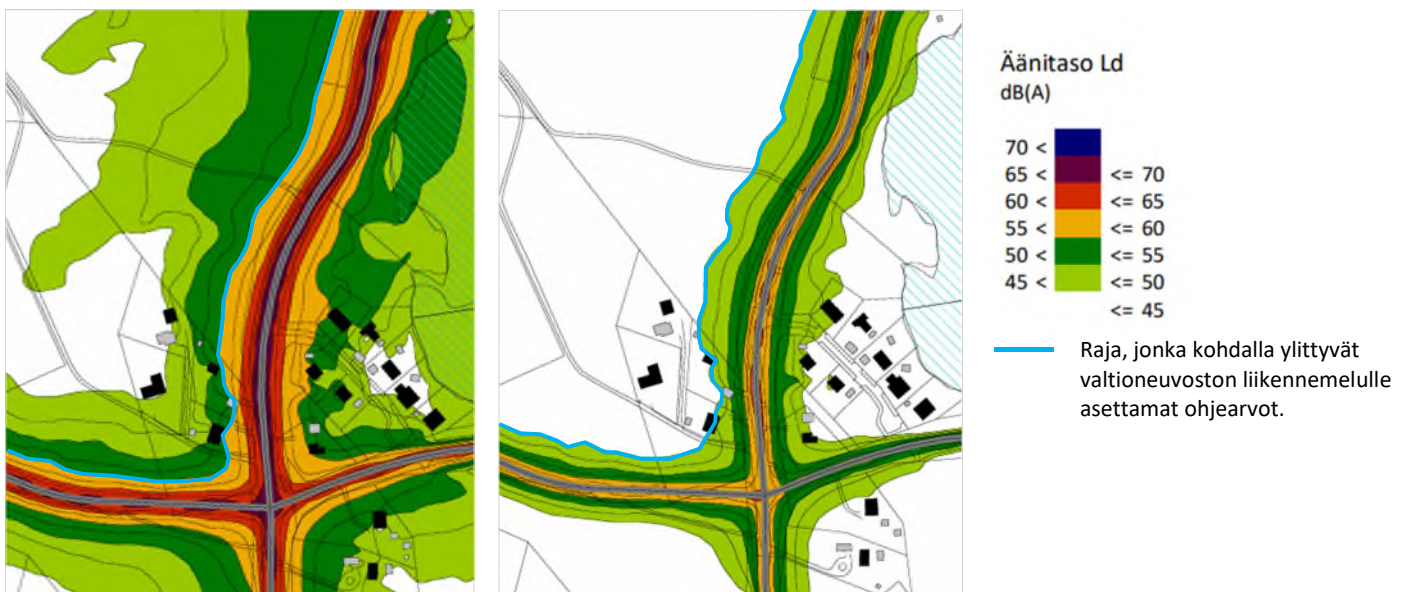 Äänitaso Ld
dB(A)
70 <
65 < <= 70
60 < <= 65
55 < <= 60
50 < <= 55
45 < <= 50
<= 45
Raja, jonka kohdalla ylittyvät
valtioneuvoston liikennemelulle
asettamat ohjearvot.